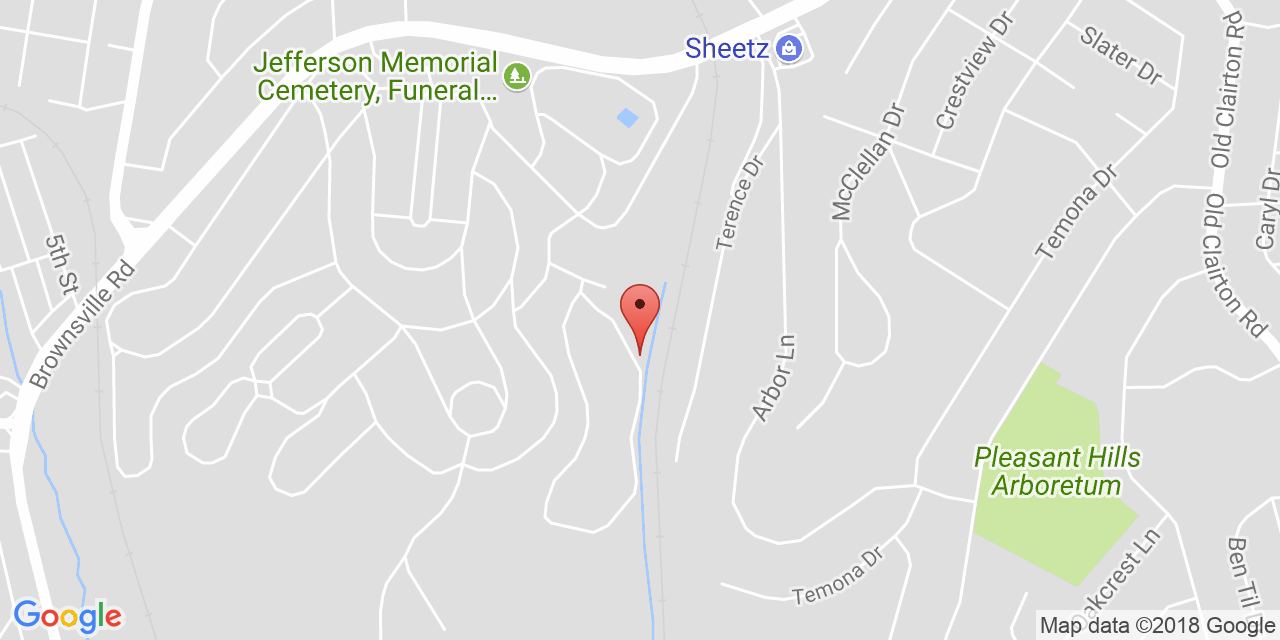 Sheetz
Jefferson Memorial
Cemetery, Funeral...
Slater Dr
Crestview Dr
Old Clairton Rd
McClellan Dr
Terence Dr
Temona Dr
Caryl Dr
Old Clairton Rd
5th St
Brownsville Rd
Arbor Ln
Pleasant Hills
Arboretum
Temona Dr
Oakcrest Ln
Ben Til
Google
Map data ©2018 Google